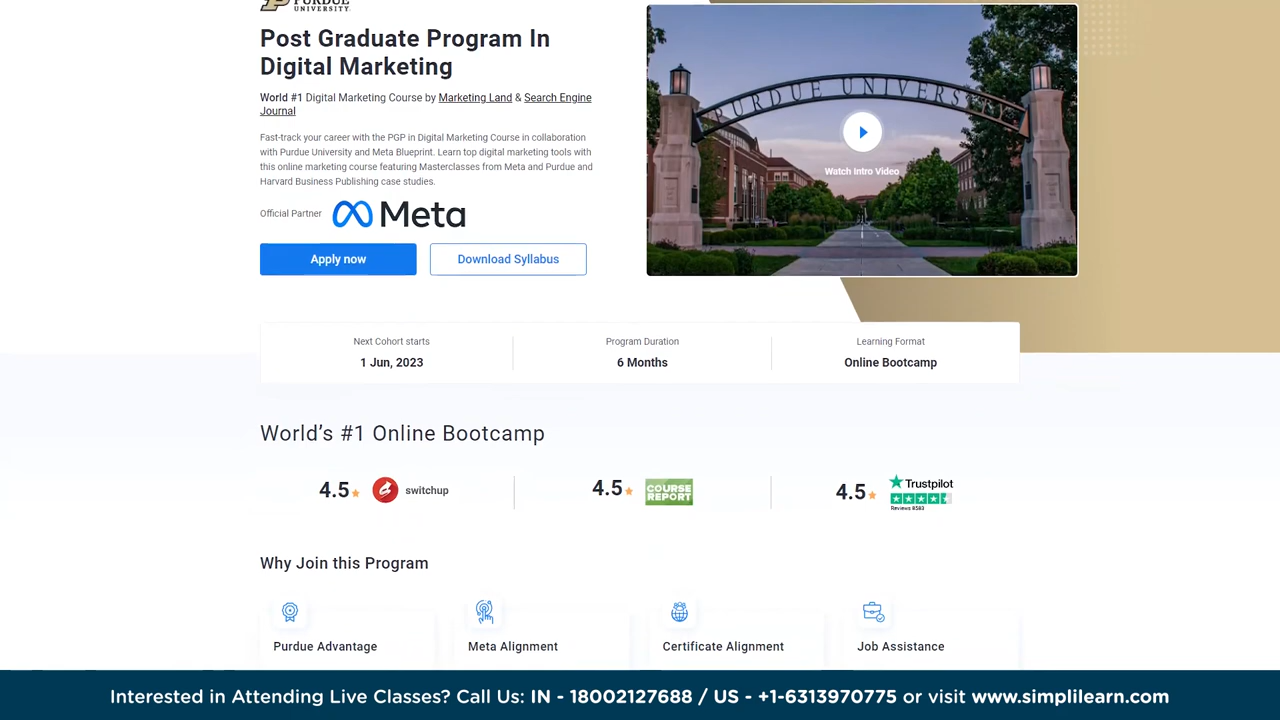 PURDUE
UNIVERSITY
Post Graduate Program In
Digital Marketing
World #1 Digital Marketing Course by Marketing Land & Search Engine
Journal
Fast-track your career with the PGP in Digital Marketing Course in collaboration
with Purdue University and Meta Blueprint. Learn top digital marketing tools with
this online marketing course featuring Masterclasses from Meta and Purdue and
Harvard Business Publishing case studies.
Official Partner Meta
Apply now Download Syllabus
PURDUE UNIVERSITY
Watch Intro Video
Next Cohort starts Program Duration Learning Format
1 Jun, 2023 6 Months Online Bootcamp
World’s #1 Online Bootcamp
4.5 switchup 4.5 COURSE REPORT 4.5 Trustpilot
Reviews 8583
Why Join this Program
Purdue Advantage Meta Alignment Certificate Alignment Job Assistance
Interested in Attending Live Classes? Call Us: IN - 18002127688 / US - +1-6313970775 or visit www.simplilearn.com